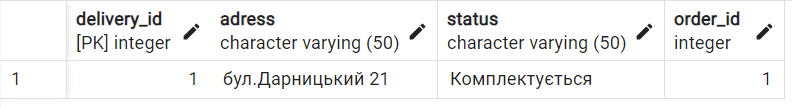 delivery_id adress status order_id
[PK] integer character varying (50) character varying (50) integer
1 1 бул.Дарницький 21 Комплектується 1